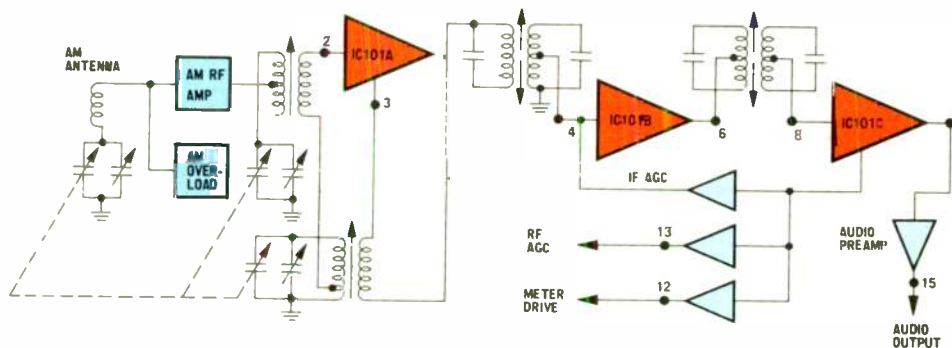 AM
ANTENNA
AM RF
AMP
AM
OVER-
LOAD
2
IC101A
3
4
IC101B
6
8
IC101C
IF AGC
RF
AGC
13
METER
DRIVE
12
AUDIO
PREAMP
15
AUDIO
OUTPUT